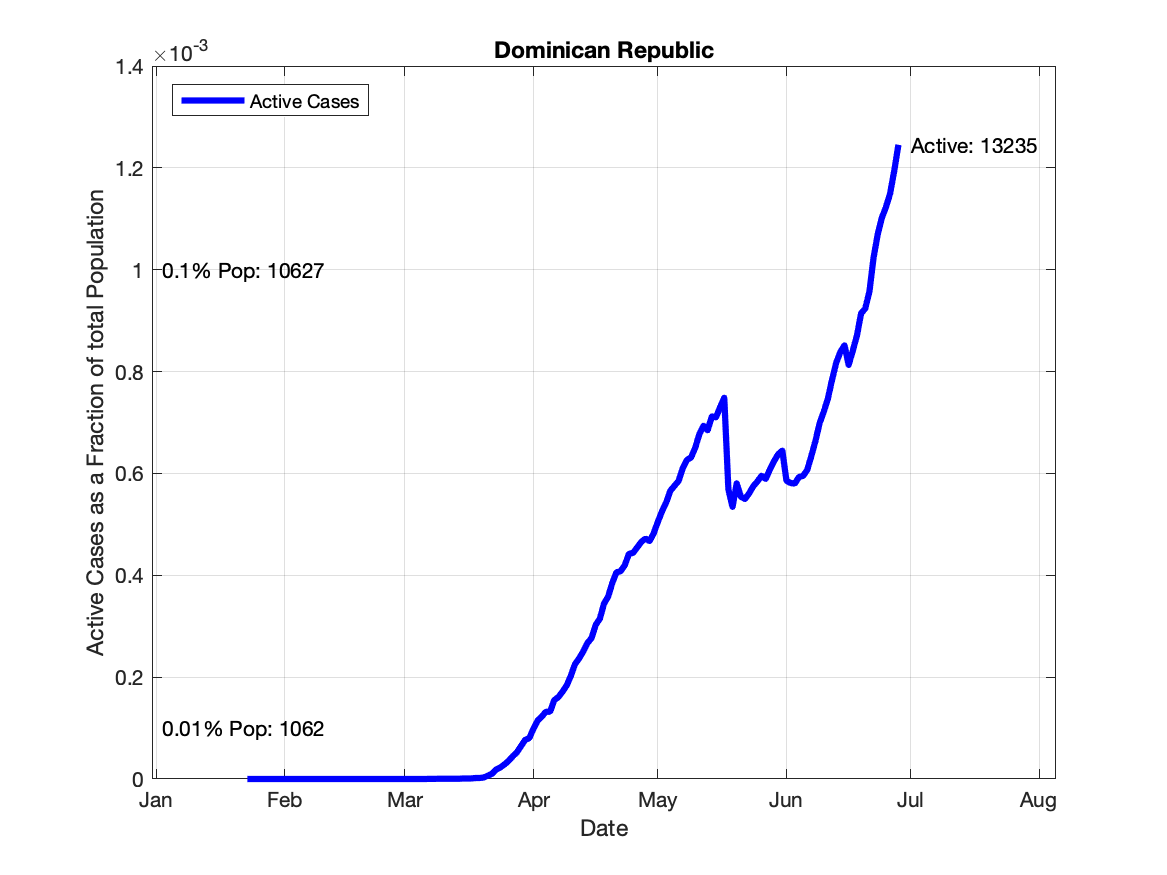 Dominican Republic
×10-3
1.4
1.2
1
0.8
0.6
0.4
0.2
0
Active Cases
Active: 13235
0.1% Pop: 10627
0.01% Pop: 1062
Active Cases as a Fraction of total Population
Jan Feb Mar Apr May Jun Jul Aug
Date